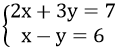 2x + 3y = 7
x − y = 6